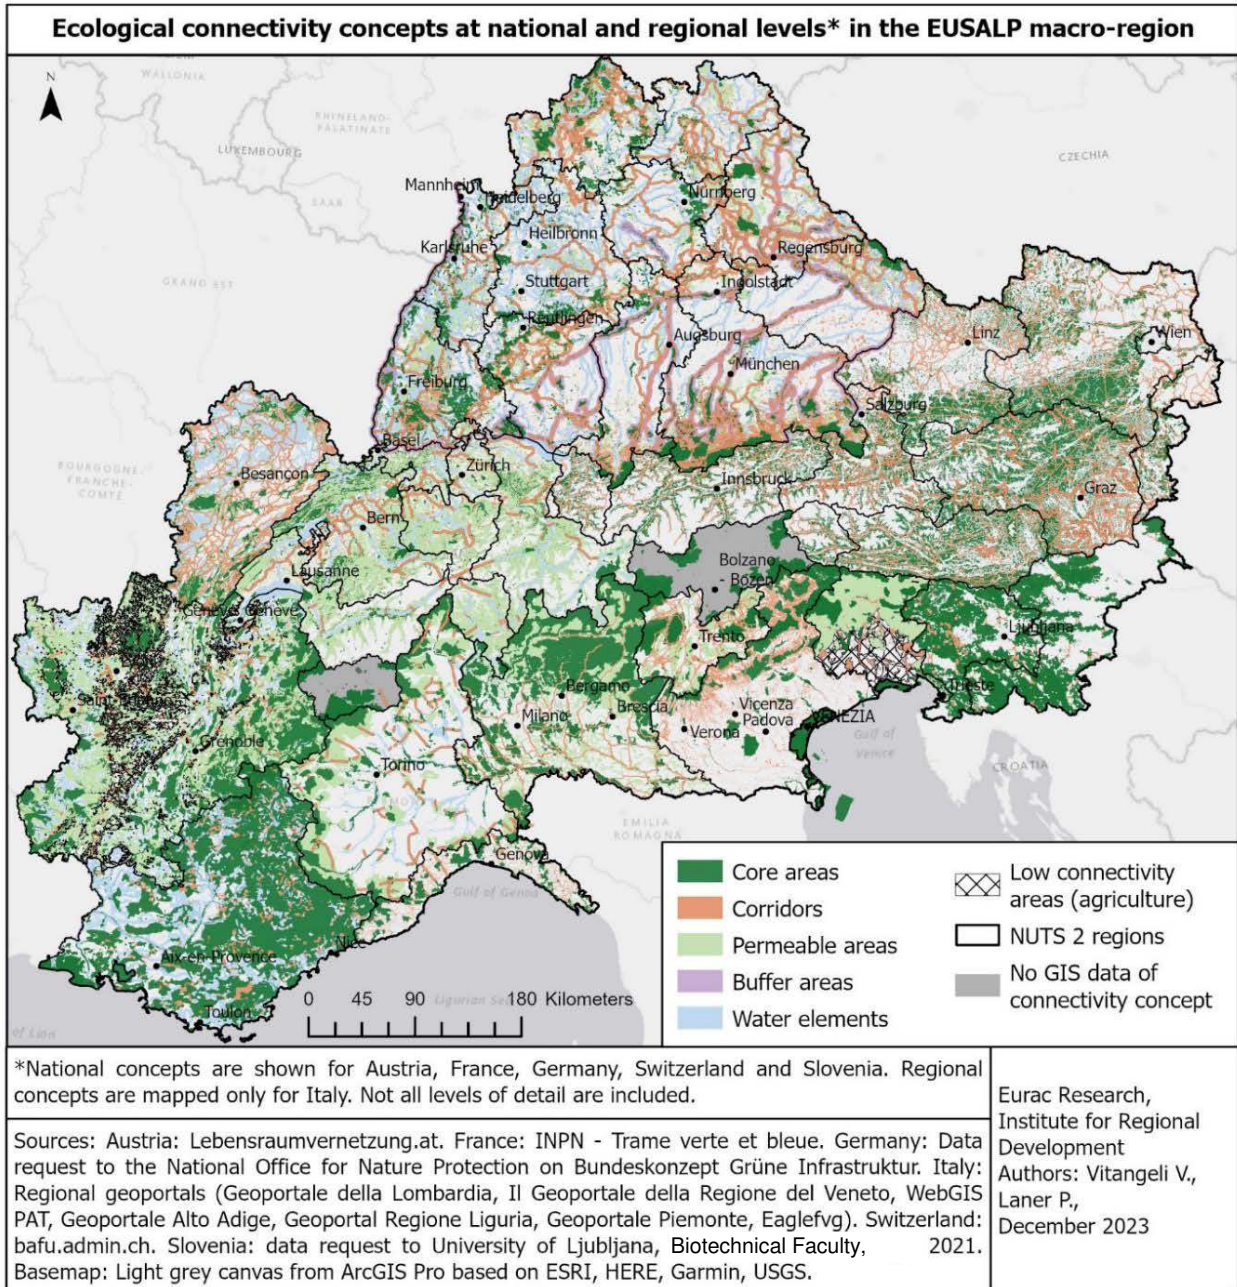 Ecological connectivity concepts at national and regional levels* in the EUSALP macro-region
N
WALLONIA
RHINELAND-
PALATINATE
LUXEMBOURG
CZECHIA
SAAR
Mannheim
Heidelberg
Nürnberg
Heilbronn
Karlsruhe
Regensburg
GRAND EST
Stuttgart
Ingolstadt
Reutlingen
Linz
Wien
Augsburg
München
Freiburg
Salzburg
Basel
BOURGOGNE-
FRANCHE-
COMTÉ
Besançon
Zürich
Innsbruck
Graz
Bern
Bolzano
- Bozen
Lausanne
Genève
Ljubljana
Trento
Bergamo
Trieste
Milano
Brescia
Vicenza
Padova
VENEZIA
Verona
Gulf of
Venice
Grenoble
Torino
CROATIA
EMILIA
ROMAGNA
Genova
Gulf of Genoa
Nice
Aix-en-Provence
Toulon
of Lion
Ligurian Sea
0 45 90 180 Kilometers
Core areas
Corridors
Permeable areas
Buffer areas
Water elements
Low connectivity
areas (agriculture)
NUTS 2 regions
No GIS data of
connectivity concept
*National concepts are shown for Austria, France, Germany, Switzerland and Slovenia. Regional
concepts are mapped only for Italy. Not all levels of detail are included.
Sources: Austria: Lebensraumvernetzung.at. France: INPN - Trame verte et bleue. Germany: Data
request to the National Office for Nature Protection on Bundeskonzept Grüne Infrastruktur. Italy:
Regional geoportals (Geoportale della Lombardia, Il Geoportale della Regione del Veneto, WebGIS
PAT, Geoportale Alto Adige, Geoportal Regione Liguria, Geoportale Piemonte, Eaglefvg). Switzerland:
bafu.admin.ch. Slovenia: data request to University of Ljubljana, Biotechnical Faculty, 2021.
Basemap: Light grey canvas from ArcGIS Pro based on ESRI, HERE, Garmin, USGS.
Eurac Research,
Institute for Regional
Development
Authors: Vitangeli V.,
Laner P.,
December 2023